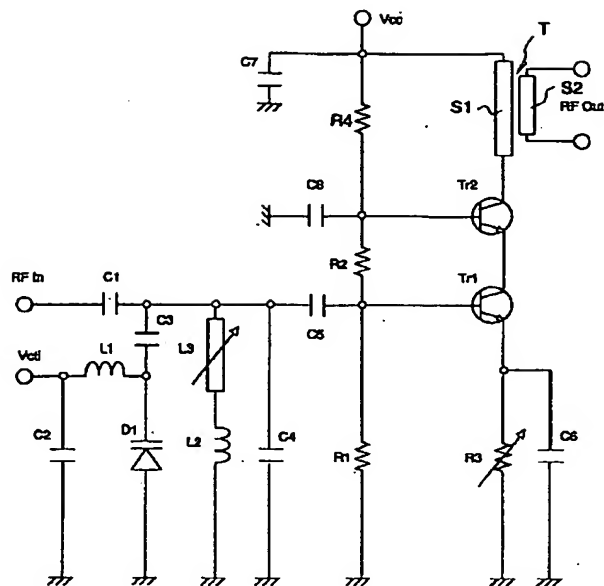 Vcc
T
C7
S1
S2
RF Out
R4
Tr2
C8
R2
Tr1
RF In
C1
C3
C5
L1
L3
Vctl
C2
D1
L2
C4
R1
R3
C6